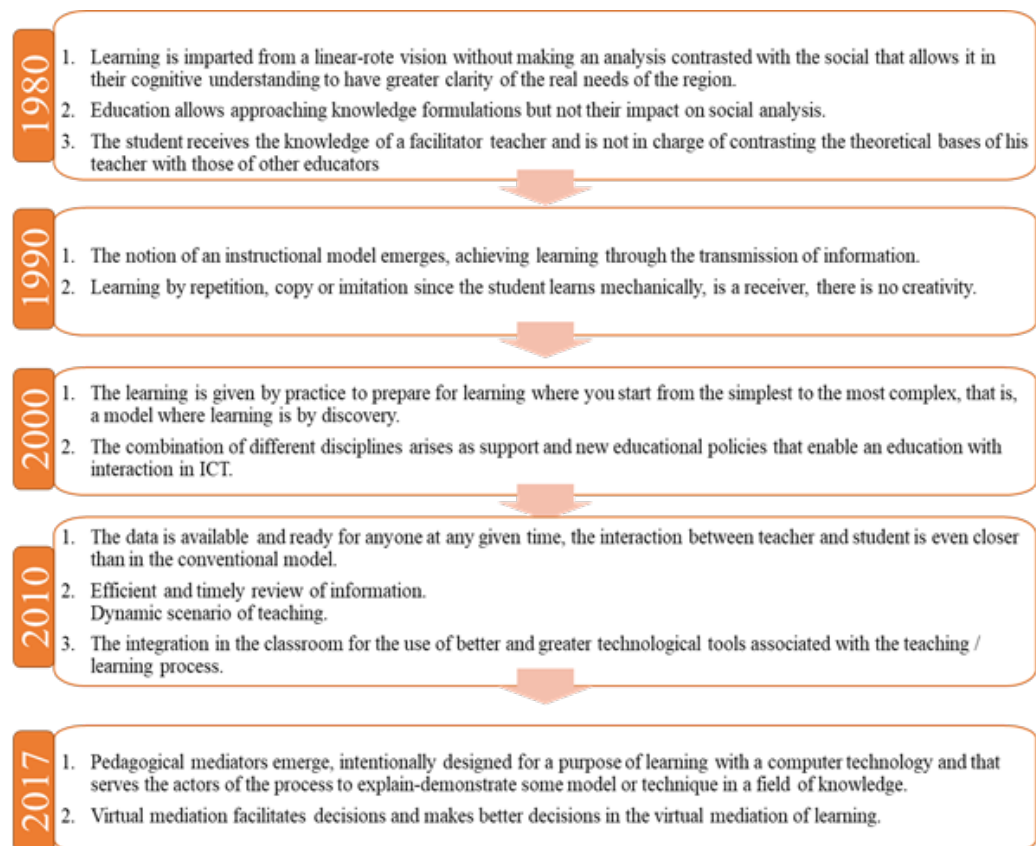 1980
1. Learning is imparted from a linear-rote vision without making an analysis contrasted with the social that allows it in
their cognitive understanding to have greater clarity of the real needs of the region.
2. Education allows approaching knowledge formulations but not their impact on social analysis.
3. The student receives the knowledge of a facilitator teacher and is not in charge of contrasting the theoretical bases of his
teacher with those of other educators
1990
1. The notion of an instructional model emerges, achieving learning through the transmission of information.
2. Learning by repetition, copy or imitation since the student learns mechanically, is a receiver, there is no creativity.
2000
1. The learning is given by practice to prepare for learning where you start from the simplest to the most complex, that is,
a model where learning is by discovery.
2. The combination of different disciplines arises as support and new educational policies that enable an education with
interaction in ICT.
2010
1. The data is available and ready for anyone at any given time, the interaction between teacher and student is even closer
than in the conventional model.
2. Efficient and timely review of information.
Dynamic scenario of teaching.
3. The integration in the classroom for the use of better and greater technological tools associated with the teaching /
learning process.
2017
1. Pedagogical mediators emerge, intentionally designed for a purpose of learning with a computer technology and that
serves the actors of the process to explain-demonstrate some model or technique in a field of knowledge.
2. Virtual mediation facilitates decisions and makes better decisions in the virtual mediation of learning.